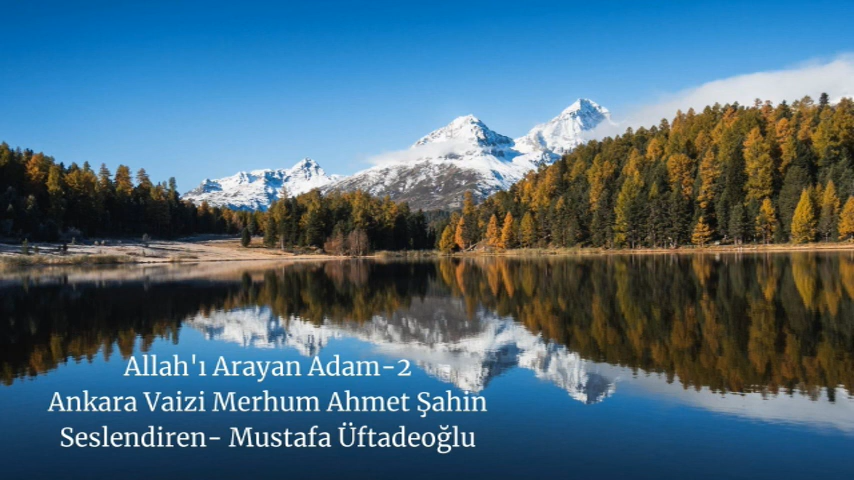 Allah'ı Arayan Adam-2
Ankara Vaizi Merhum Ahmet Şahin
Seslendiren- Mustafa Üftadeoğlu